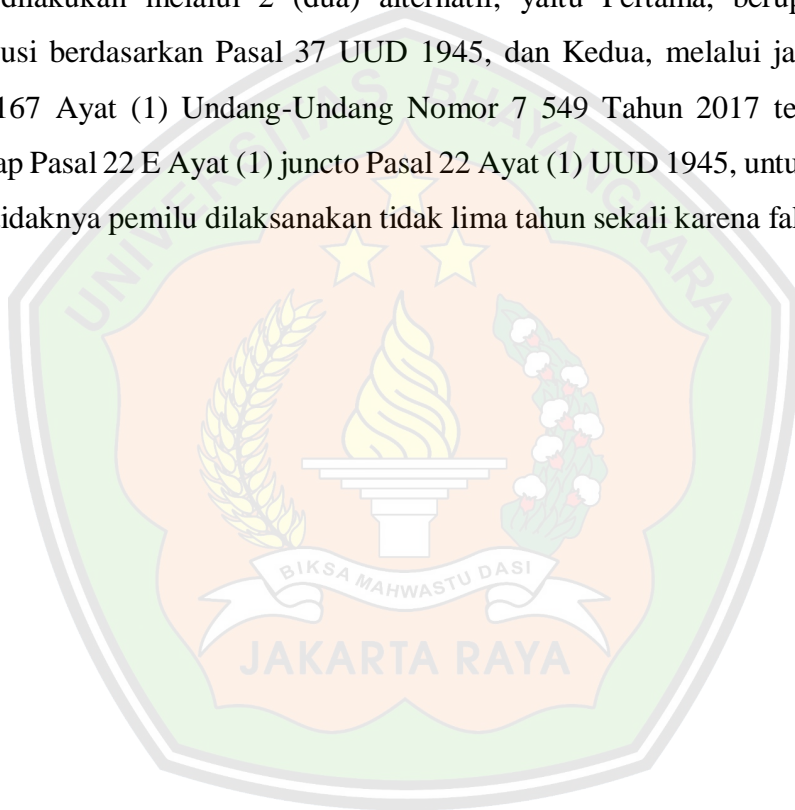 dilakukan melalui 2 (dua) alternatif, yaitu Pertama, berup
usi berdasarkan Pasal 37 UUD 1945, dan Kedua, melalui ja
167 Ayat (1) Undang-Undang Nomor 7 549 Tahun 2017 te
ap Pasal 22 E Ayat (1) juncto Pasal 22 Ayat (1) UUD 1945, untu
idaknya pemilu dilaksanakan tidak lima tahun sekali karena fa
UNIVERSITAS BHAYANGKARA
BIKSA MAHWASTU DASI
JAKARTA RAYA